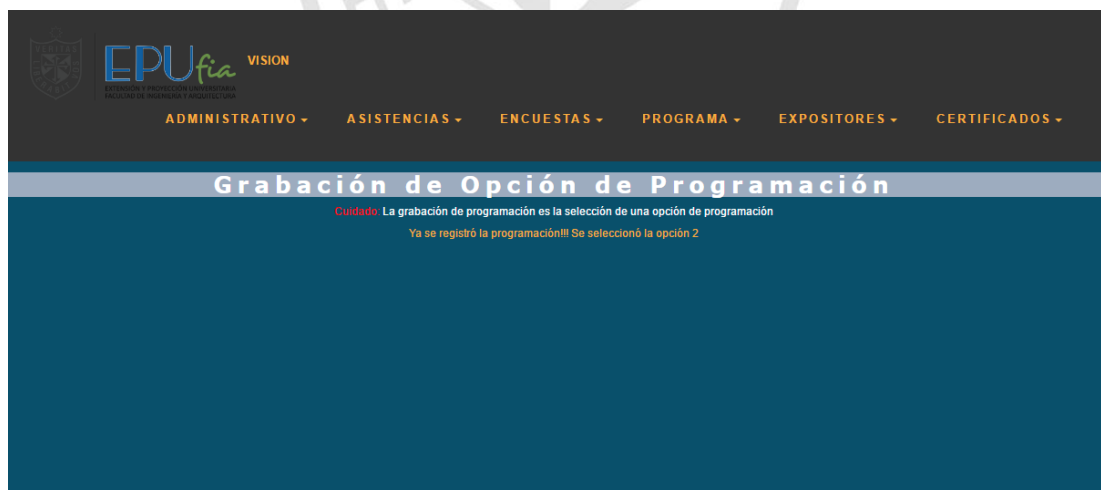 VERITAS
EPUfia
VISION
EXTENSIÓN Y PROYECCIÓN UNIVERSITARIA
FACULTAD DE INGENIERÍA Y ARQUITECTURA
ADMINISTRATIVO ASISTENCIAS ENCUESTAS PROGRAMA EXPOSITORES CERTIFICADOS
Grabación de Opción de Programación
Cuidado: La grabación de programación es la selección de una opción de programación
Ya se registró la programación!!! Se seleccionó la opción 2